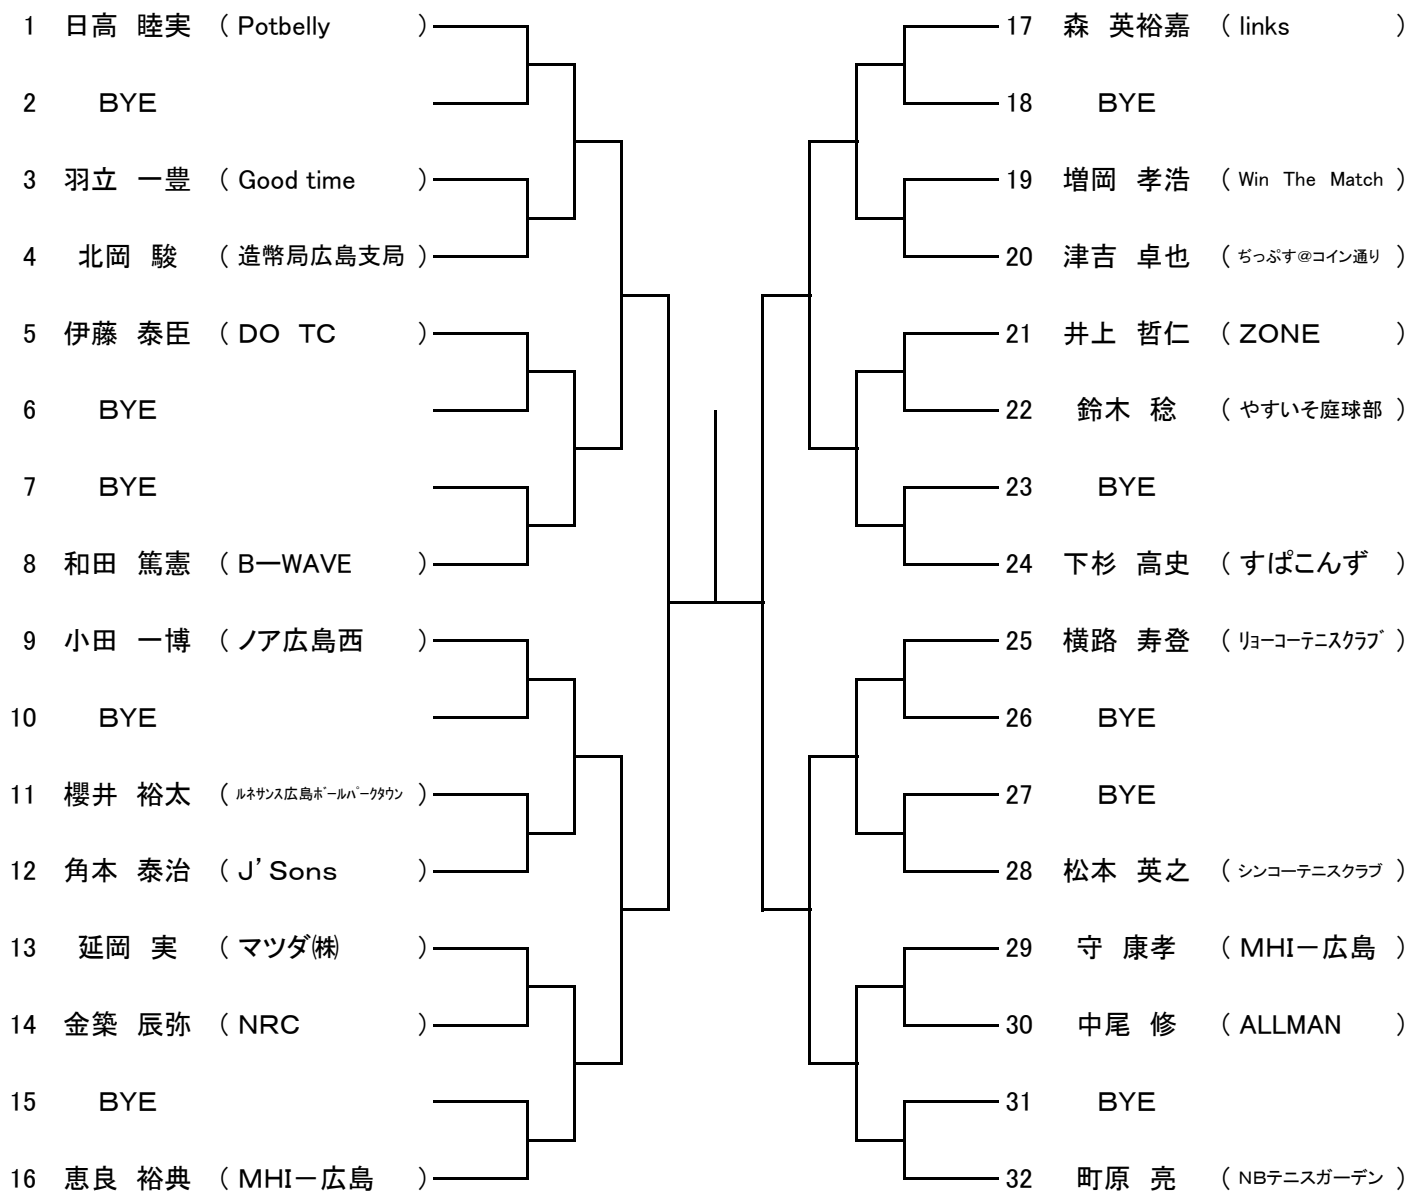 1 日高 睦実 ( Potbelly )
2 BYE
3 羽立 一豊 ( Good time )
4 北岡 駿 ( 造幣局広島支局 )
5 伊藤 泰臣 ( DO TC )
6 BYE
7 BYE
8 和田 篤憲 ( B―WAVE )
9 小田 一博 ( ノア広島西 )
10 BYE
11 櫻井 裕太 ( ﾙﾈｻﾝｽ広島ﾎﾞｰﾙﾊﾟｰｸﾀｳﾝ )
12 角本 泰治 ( J’Sons )
13 延岡 実 ( マツダ㈱ )
14 金築 辰弥 ( NRC )
15 BYE
16 恵良 裕典 ( MHI－広島 )
17 森 英裕嘉 ( links )
18 BYE
19 増岡 孝浩 ( Win The Match )
20 津吉 卓也 ( ぢっぷす@コイン通り )
21 井上 哲仁 ( ZONE )
22 鈴木 稔 ( やすいそ庭球部 )
23 BYE
24 下杉 高史 ( すぱこんず )
25 横路 寿登 ( ﾘｮｰｺｰﾃﾆｽｸﾗﾌﾞ )
26 BYE
27 BYE
28 松本 英之 ( シンコーテニスクラブ )
29 守 康孝 ( MHI－広島 )
30 中尾 修 ( ALLMAN )
31 BYE
32 町原 亮 ( NBテニスガーデン )